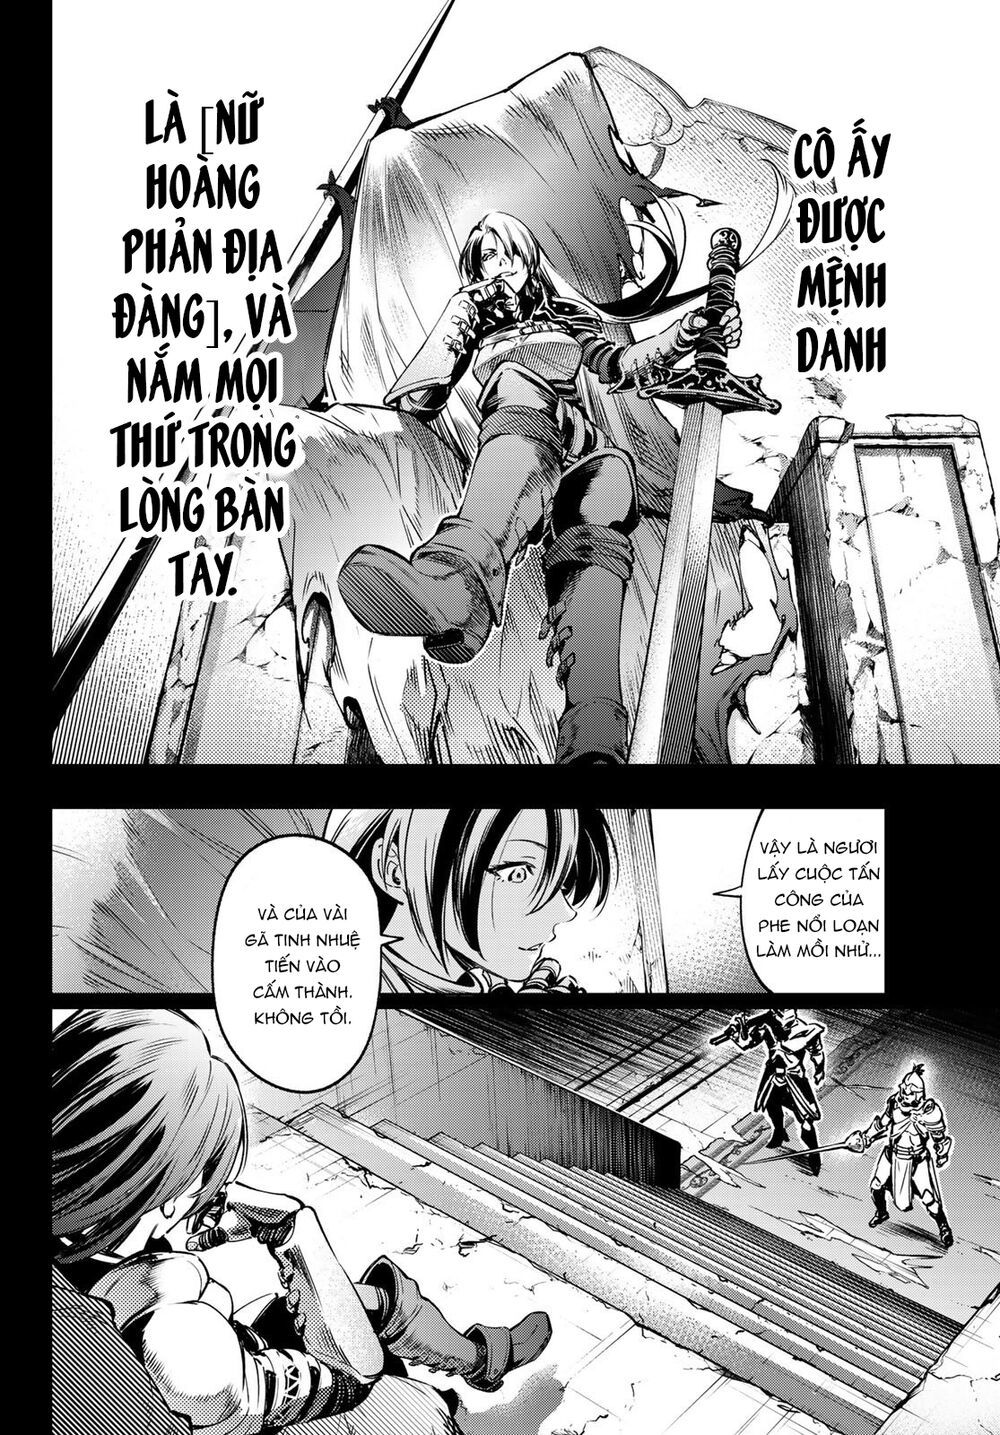 CÔ ẤY
ĐƯỢC
MỆNH
DANH
LÀ [NỮ
HOÀNG
PHẢN ĐỊA
ĐÀNG], VÀ
NẮM MỌI
THỨ TRONG
LÒNG BÀN
TAY.
VẬY LÀ NGƯƠI
LẤY CUỘC TẤN
CÔNG CỦA
PHE NỔI LOẠN
LÀM MỒI NHỬ...
VÀ CỦA VÀI
GÃ TINH NHUỆ
TIẾN VÀO
CẤM THÀNH.
KHÔNG TỒI.